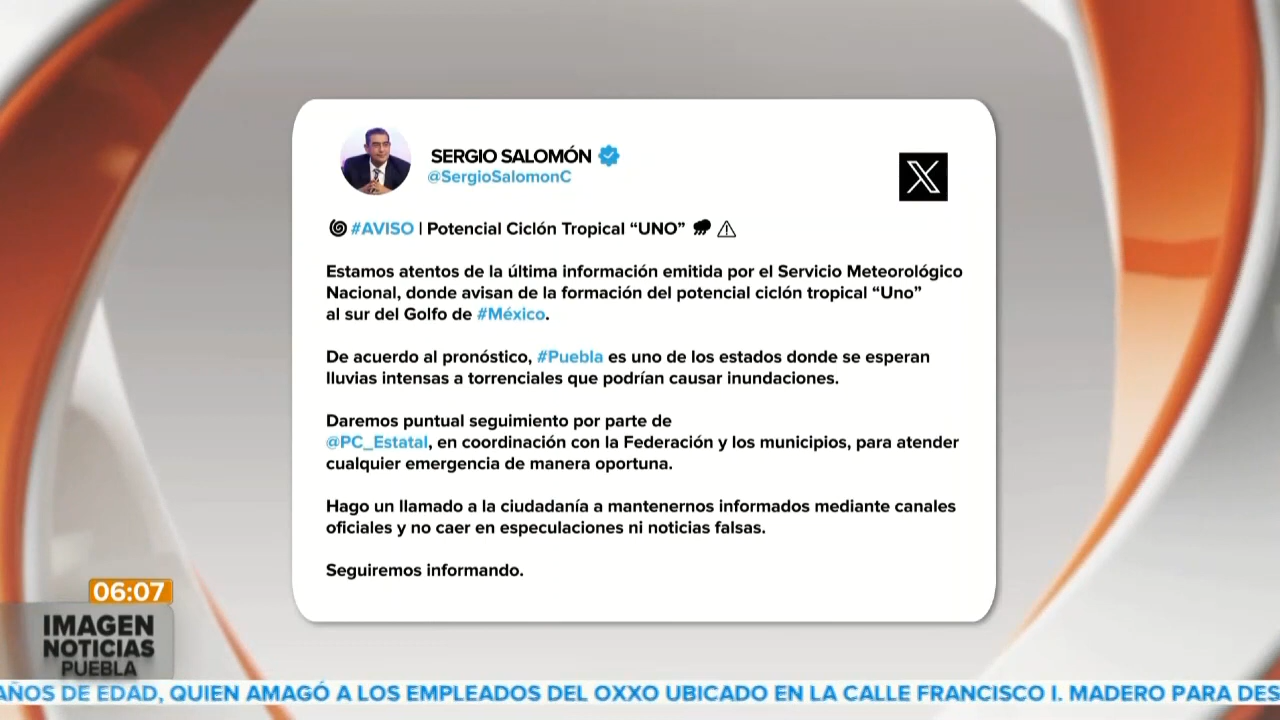 SERGIO SALOMÓN
@SergioSalomonC
X
#AVISO | Potencial Ciclón Tropical “UNO”
Estamos atentos de la última información emitida por el Servicio Meteorológico
Nacional, donde avisan de la formación del potencial ciclón tropical “Uno”
al sur del Golfo de #México.
De acuerdo al pronóstico, #Puebla es uno de los estados donde se esperan
lluvias intensas a torrenciales que podrían causar inundaciones.
Daremos puntual seguimiento por parte de
@PC_Estatal, en coordinación con la Federación y los municipios, para atender
cualquier emergencia de manera oportuna.
Hago un llamado a la ciudadanía a mantenernos informados mediante canales
oficiales y no caer en especulaciones ni noticias falsas.
Seguiremos informando.
06:07
IMAGEN
NOTICIAS
PUEBLA
AÑOS DE EDAD, QUIEN AMAGÓ A LOS EMPLEADOS DEL OXXO UBICADO EN LA CALLE FRANCISCO I. MADERO PARA DES